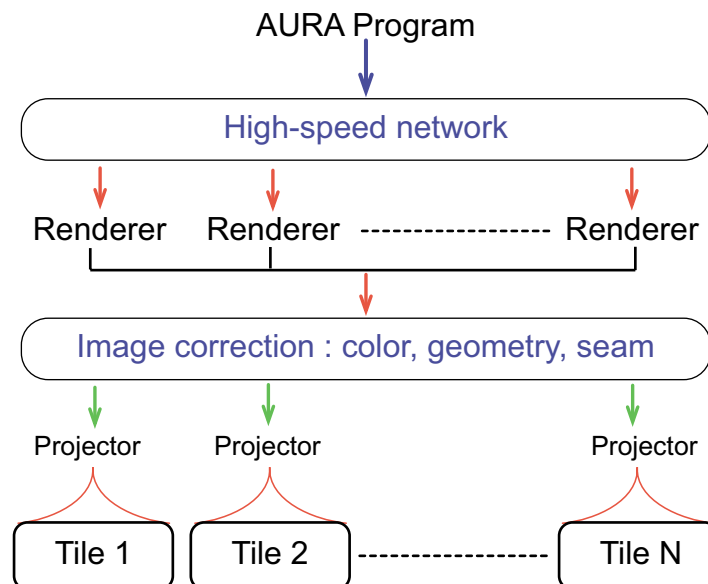 AURA Program
High-speed network
Renderer Renderer Renderer
Image correction : color, geometry, seam
Projector Projector Projector
Tile 1 Tile 2 Tile N